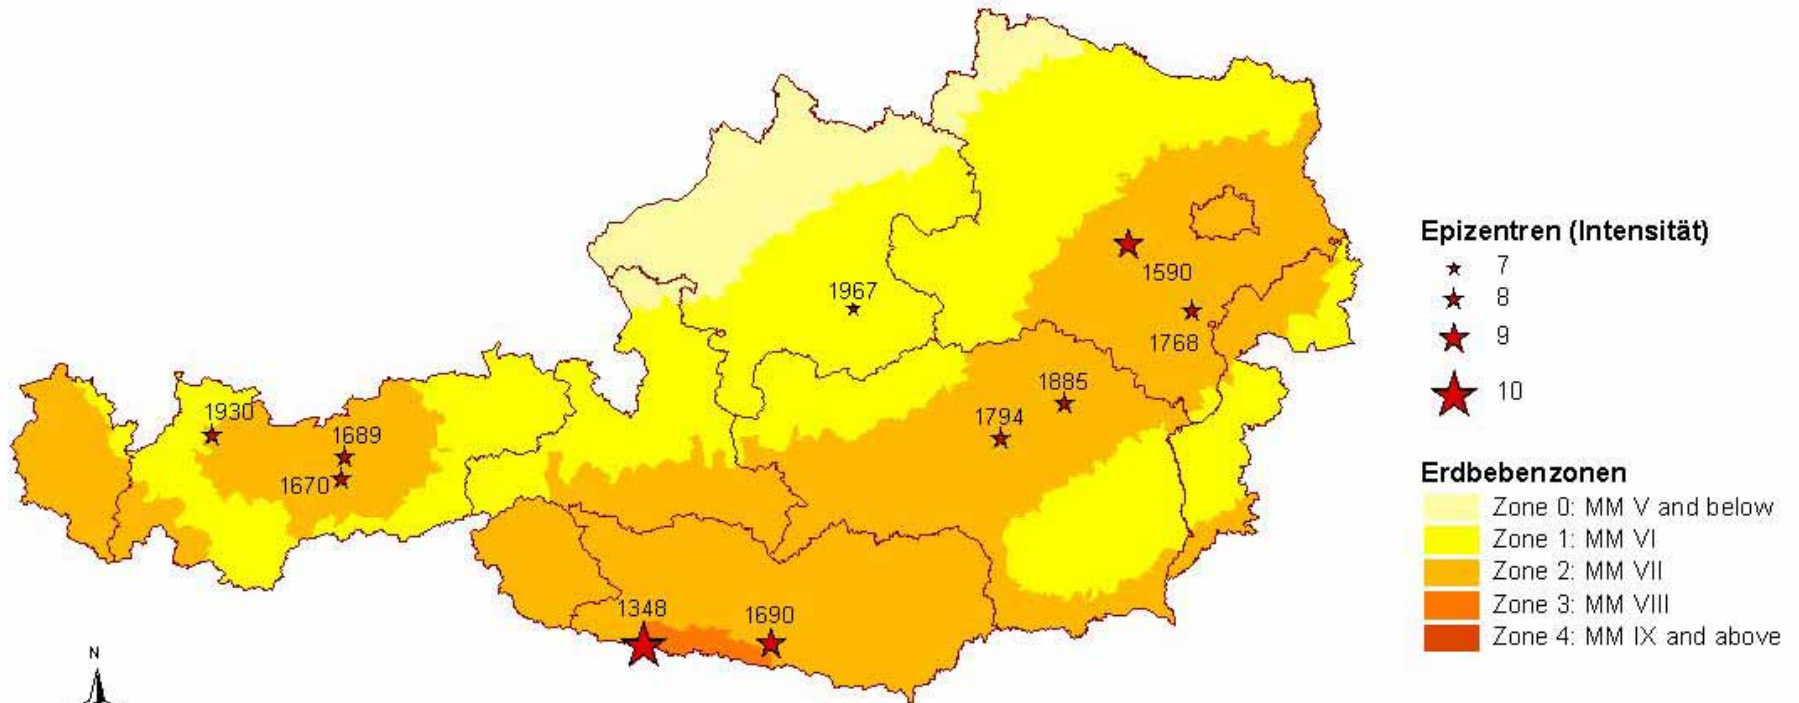 1967
1590
1768
1885
1794
1930
1689
1670
1348
1690
N
Epizentren (Intensität)
7
8
9
10
Erdbebenzonen
Zone 0: MM V and below
Zone 1: MM VI
Zone 2: MM VII
Zone 3: MM VIII
Zone 4: MM IX and above